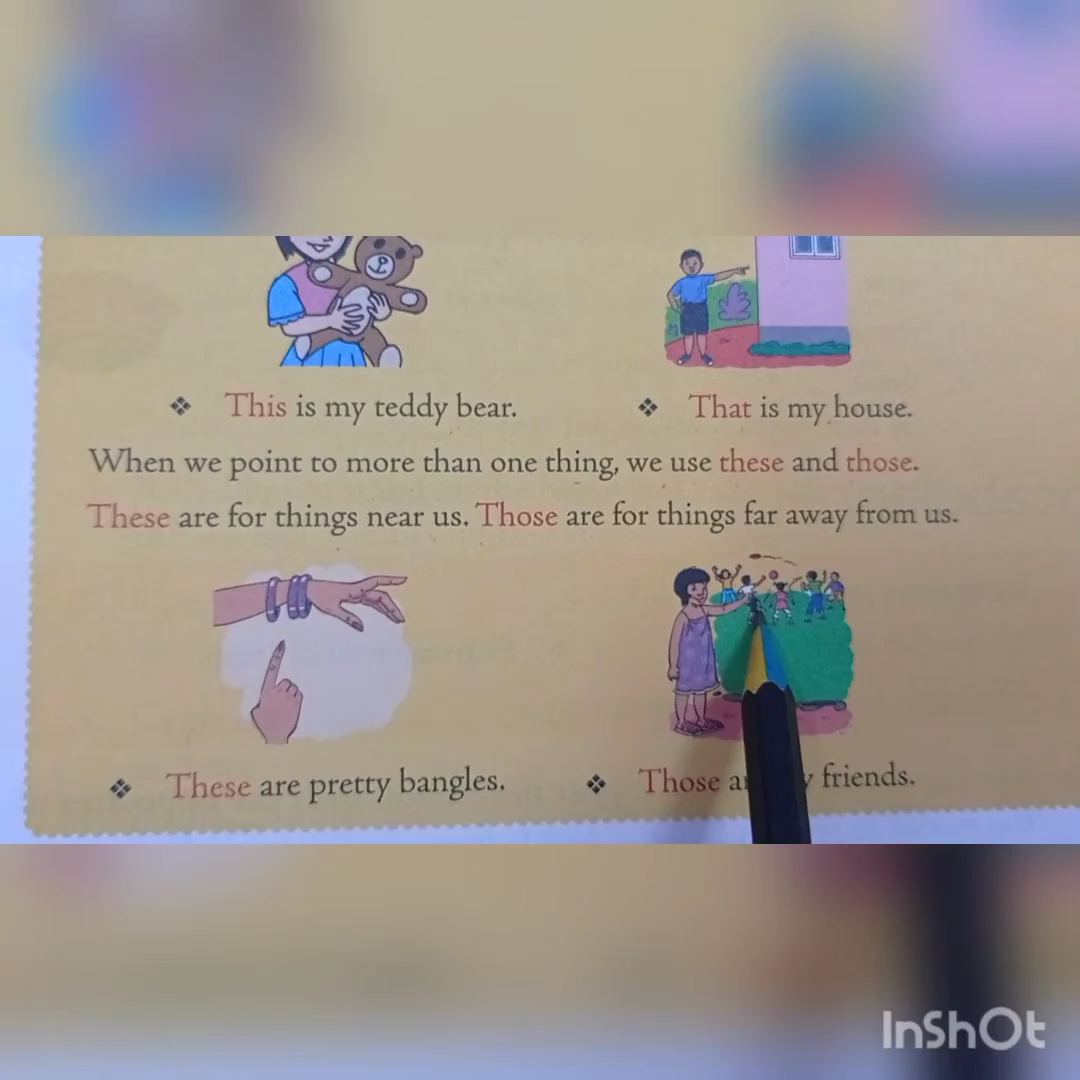 This is my teddy bear.
That is my house.
When we point to more than one thing, we use these and those.
These are for things near us. Those are for things far away from us.
These are pretty bangles.
Those friends.
InShOt